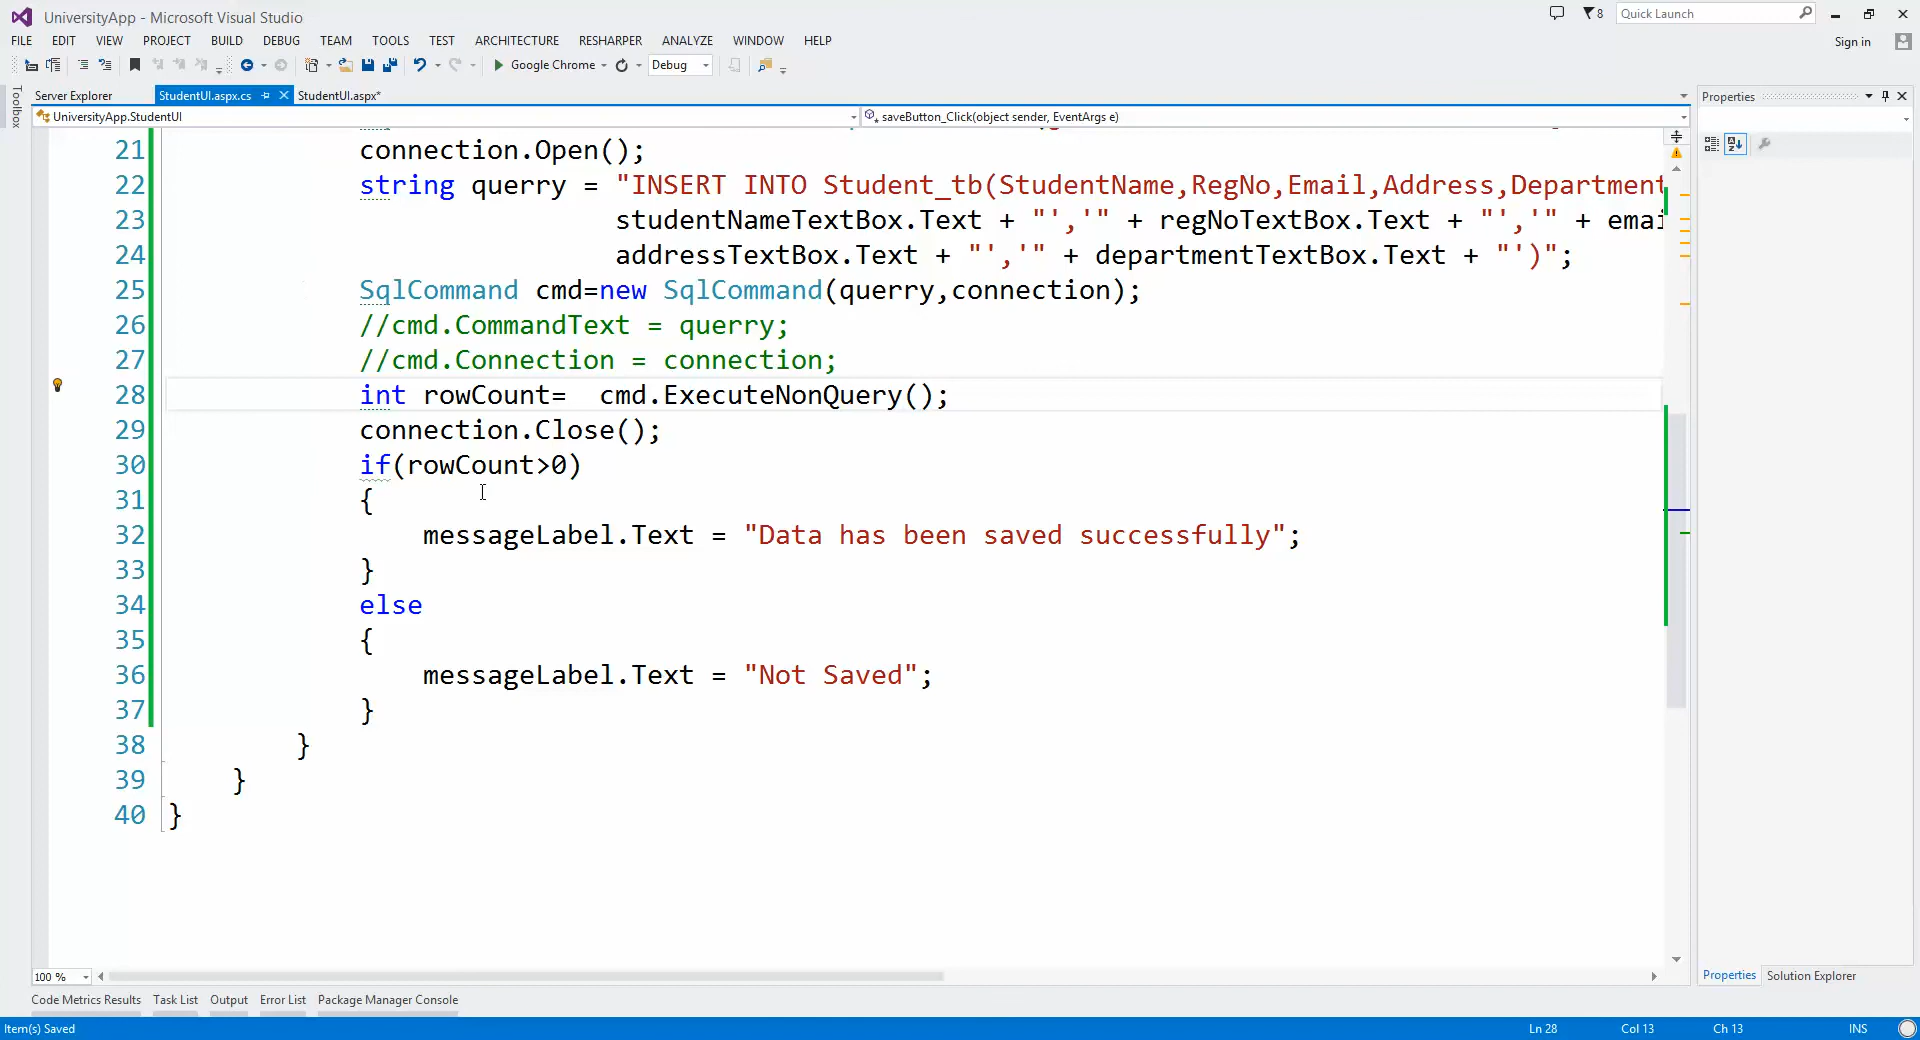 UniversityApp - Microsoft Visual Studio
8
Quick Launch
FILE EDIT VIEW PROJECT BUILD DEBUG TEAM TOOLS TEST ARCHITECTURE RESHARPER ANALYZE WINDOW HELP
Sign in
Google Chrome Debug
Toolbox
Server Explorer StudentUI.aspx.cs StudentUI.aspx*
Properties
UniversityApp.StudentUI saveButton_Click(object sender, EventArgs e)
21 connection.Open();
22 string querry = "INSERT INTO Student_tb(StudentName,RegNo,Email,Address,Department
23 studentNameTextBox.Text + "','" + regNoTextBox.Text + "','" + emai
24 addressTextBox.Text + "','" + departmentTextBox.Text + "')";
25 SqlCommand cmd=new SqlCommand(querry,connection);
26 //cmd.CommandText = querry;
27 //cmd.Connection = connection;
28 int rowCount=  cmd.ExecuteNonQuery();
29 connection.Close();
30 if(rowCount>0)
31 {
32 messageLabel.Text = "Data has been saved successfully";
33 }
34 else
35 {
36 messageLabel.Text = "Not Saved";
37 }
38 }
39 }
40 }
100 %
Properties Solution Explorer
Code Metrics Results Task List Output Error List Package Manager Console
Item(s) Saved Ln 28 Col 13 Ch 13 INS